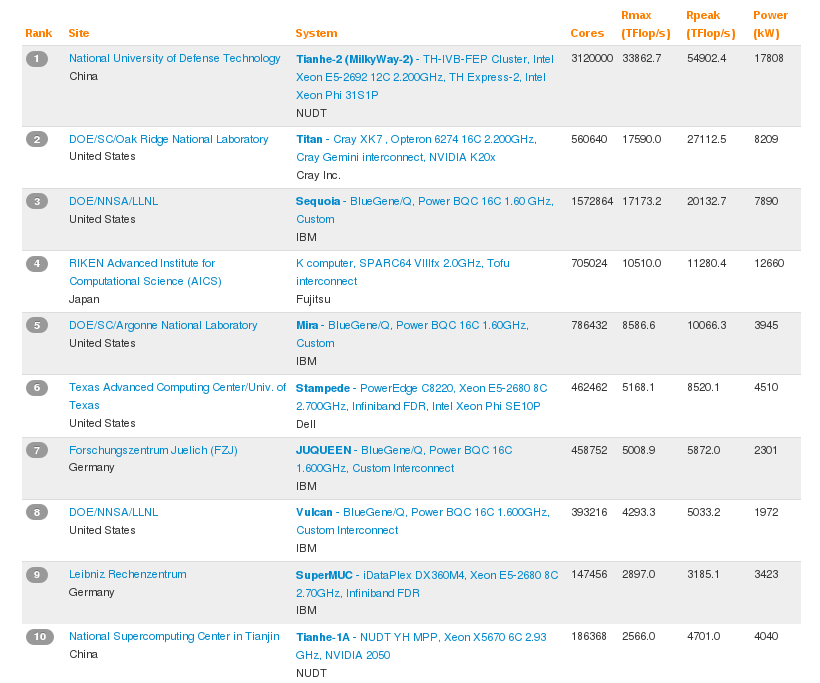 Rank Site System Cores Rmax (TFlop/s) Rpeak (TFlop/s) Power (kW)
1 National University of Defense Technology Tianhe-2 (MilkyWay-2) - TH-IVB-FEP Cluster, Intel 3120000 33862.7 54902.4 17808
China Xeon E5-2692 12C 2.200GHz, TH Express-2, Intel
Xeon Phi 31S1P
NUDT
2 DOE/SC/Oak Ridge National Laboratory Titan - Cray XK7 , Opteron 6274 16C 2.200GHz, 560640 17590.0 27112.5 8209
United States Cray Gemini interconnect, NVIDIA K20x
Cray Inc.
3 DOE/NNSA/LLNL Sequoia - BlueGene/Q, Power BQC 16C 1.60 GHz, 1572864 17173.2 20132.7 7890
United States Custom
IBM
4 RIKEN Advanced Institute for K computer, SPARC64 VIIIfx 2.0GHz, Tofu 705024 10510.0 11280.4 12660
Computational Science (AICS) interconnect
Japan Fujitsu
5 DOE/SC/Argonne National Laboratory Mira - BlueGene/Q, Power BQC 16C 1.60GHz, 786432 8586.6 10066.3 3945
United States Custom
IBM
6 Texas Advanced Computing Center/Univ. of Stampede - PowerEdge C8220, Xeon E5-2680 8C 462462 5168.1 8520.1 4510
Texas 2.700GHz, Infiniband FDR, Intel Xeon Phi SE10P
United States Dell
7 Forschungszentrum Juelich (FZJ) JUQUEEN - BlueGene/Q, Power BQC 16C 458752 5008.9 5872.0 2301
Germany 1.600GHz, Custom Interconnect
IBM
8 DOE/NNSA/LLNL Vulcan - BlueGene/Q, Power BQC 16C 1.600GHz, 393216 4293.3 5033.2 1972
United States Custom Interconnect
IBM
9 Leibniz Rechenzentrum SuperMUC - iDataPlex DX360M4, Xeon E5-2680 8C 147456 2897.0 3185.1 3423
Germany 2.70GHz, Infiniband FDR
IBM
10 National Supercomputing Center in Tianjin Tianhe-1A - NUDT YH MPP, Xeon X5670 6C 2.93 186368 2566.0 4701.0 4040
China GHz, NVIDIA 2050
NUDT